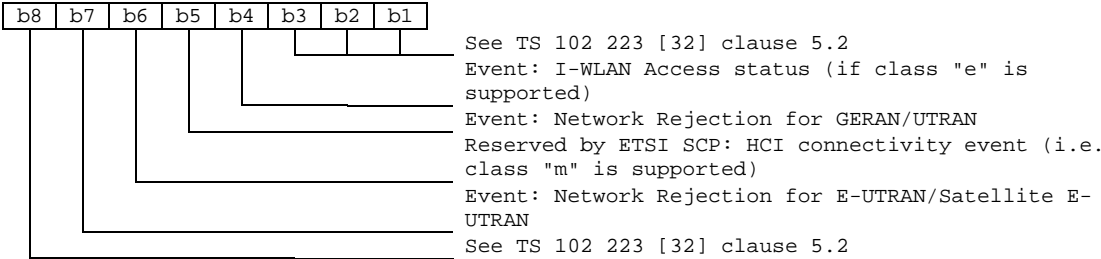 b8 b7 b6 b5 b4 b3 b2 b1
See TS 102 223 [32] clause 5.2
Event: I-WLAN Access status (if class "e" is
supported)
Event: Network Rejection for GERAN/UTRAN
Reserved by ETSI SCP: HCI connectivity event (i.e.
class "m" is supported)
Event: Network Rejection for E-UTRAN/Satellite E-
UTRAN
See TS 102 223 [32] clause 5.2